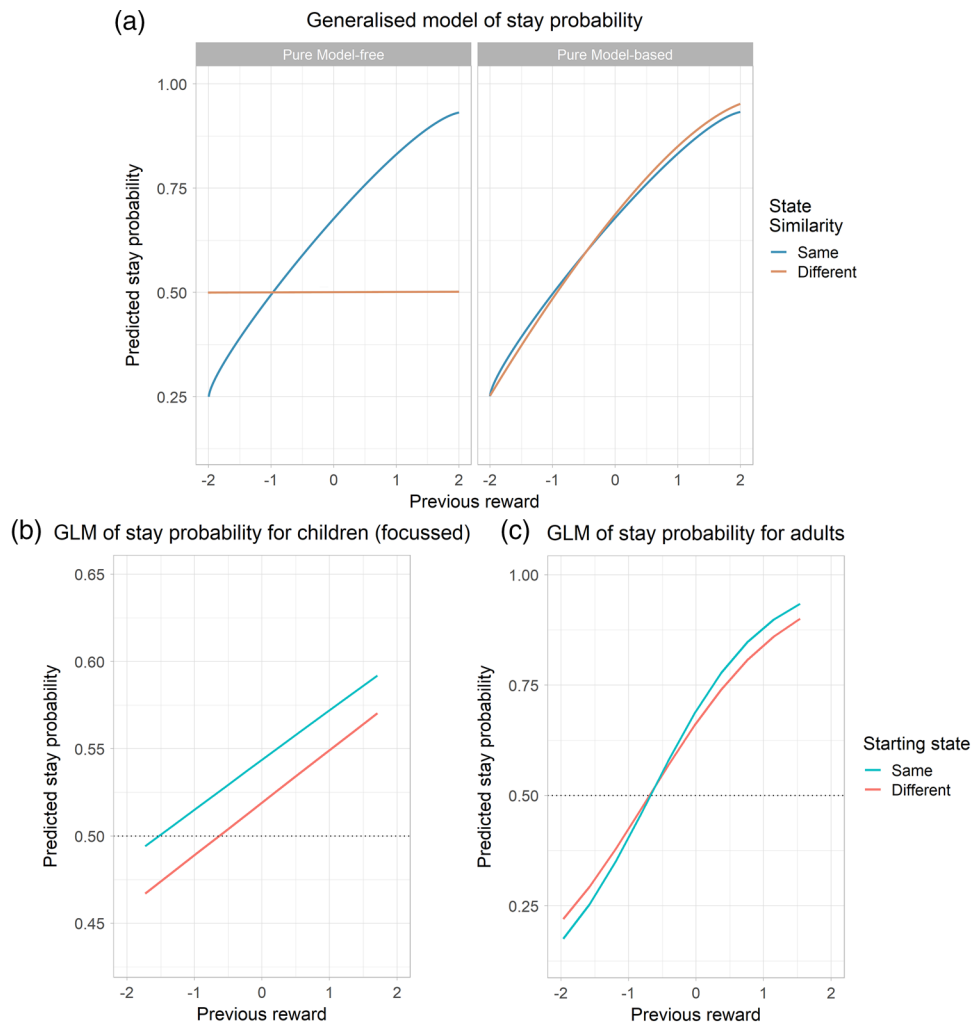 (a)
Generalised model of stay probability
Pure Model-free
Pure Model-based
Predicted stay probability
1.00
0.75
0.50
0.25
-2 -1 0 1 2
-2 -1 0 1 2
Previous reward
State
Similarity
Same
Different
(b) GLM of stay probability for children (focussed)
Predicted stay probability
0.65
0.60
0.55
0.50
0.45
-2 -1 0 1 2
Previous reward
(c) GLM of stay probability for adults
Predicted stay probability
1.00
0.75
0.50
0.25
-2 -1 0 1 2
Previous reward
Starting state
Same
Different